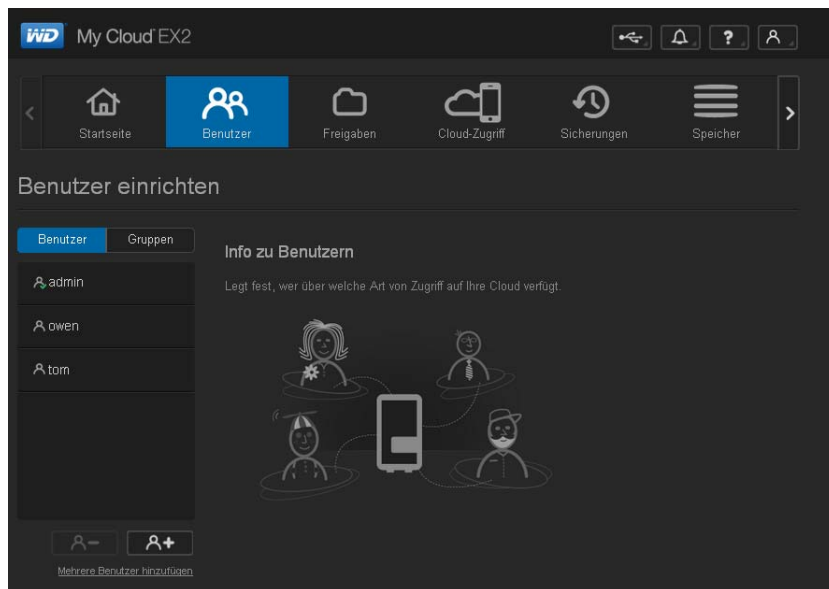 WD My Cloud EX2
?
Startseite
Benutzer
Freigaben
Cloud-Zugriff
Sicherungen
Speicher
Benutzer einrichten
Benutzer
Gruppen
Info zu Benutzern
Legt fest, wer über welche Art von Zugriff auf Ihre Cloud verfügt.
admin
owen
tom
Mehrere Benutzer hinzufügen